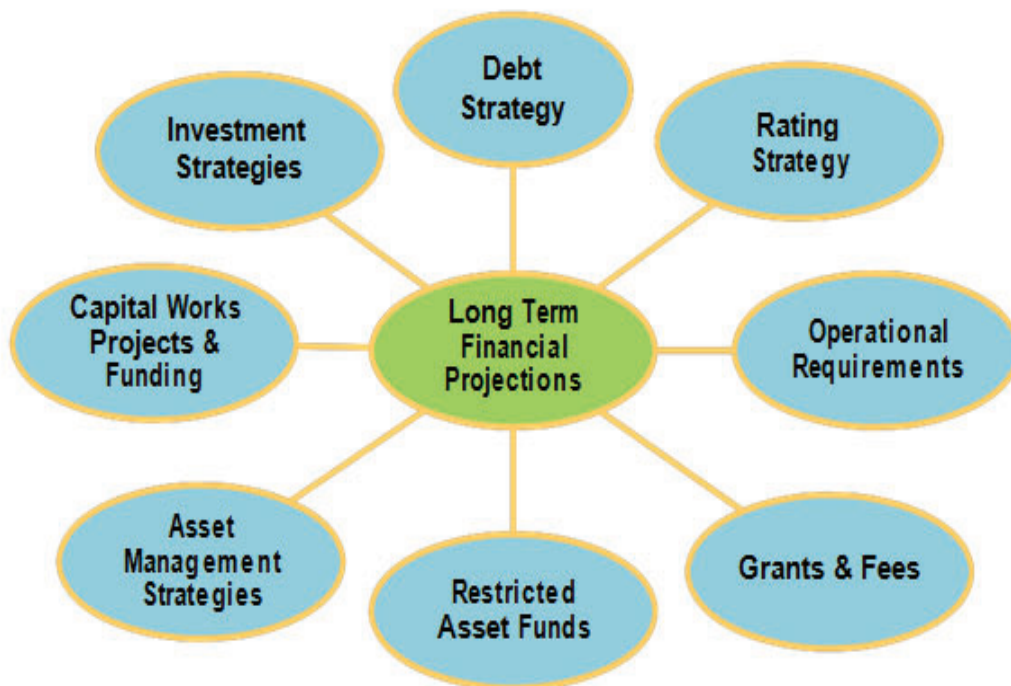 Debt
Strategy
Investment
Strategies
Rating
Strategy
Capital Works
Projects &
Funding
Long Term
Financial
Projections
Operational
Requirements
Asset
Management
Strategies
Restricted
Asset Funds
Grants & Fees